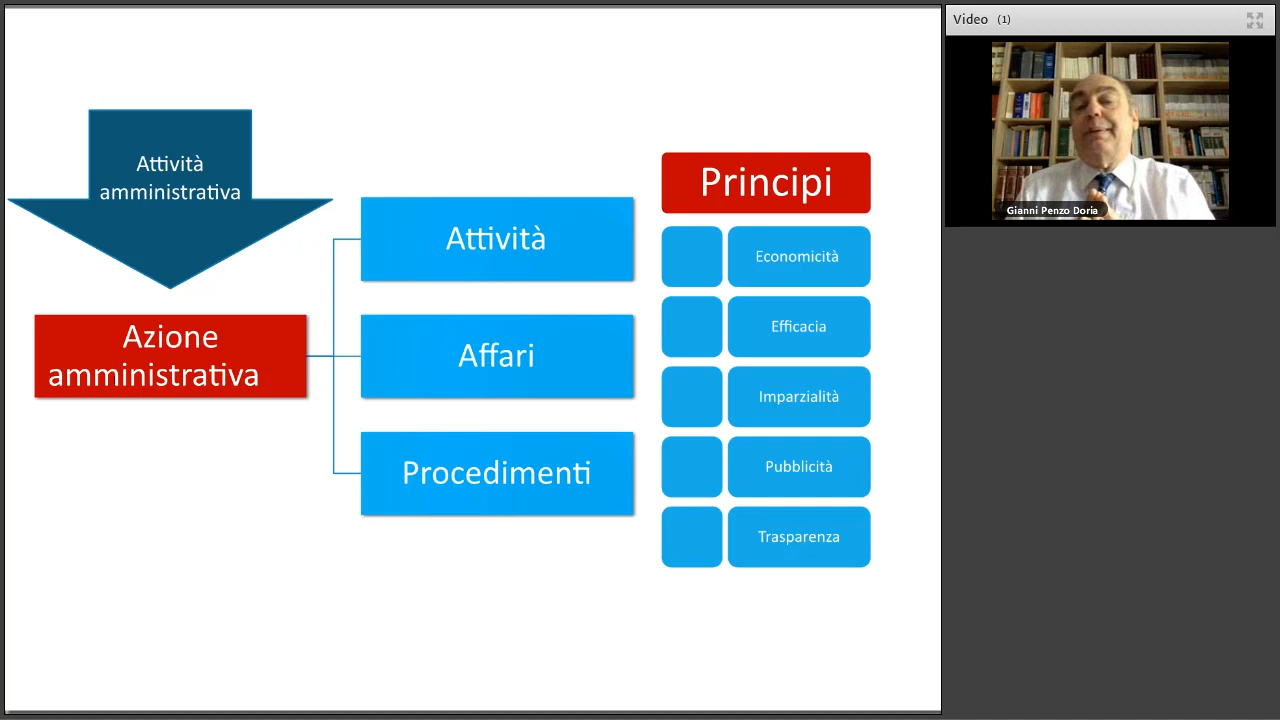 Attività
amministrativa
Azione
amministrativa
Attività
Affari
Procedimenti
Principi
Economicità
Efficacia
Imparzialità
Pubblicità
Trasparenza
Video (1)
Gianni Penzo Doria